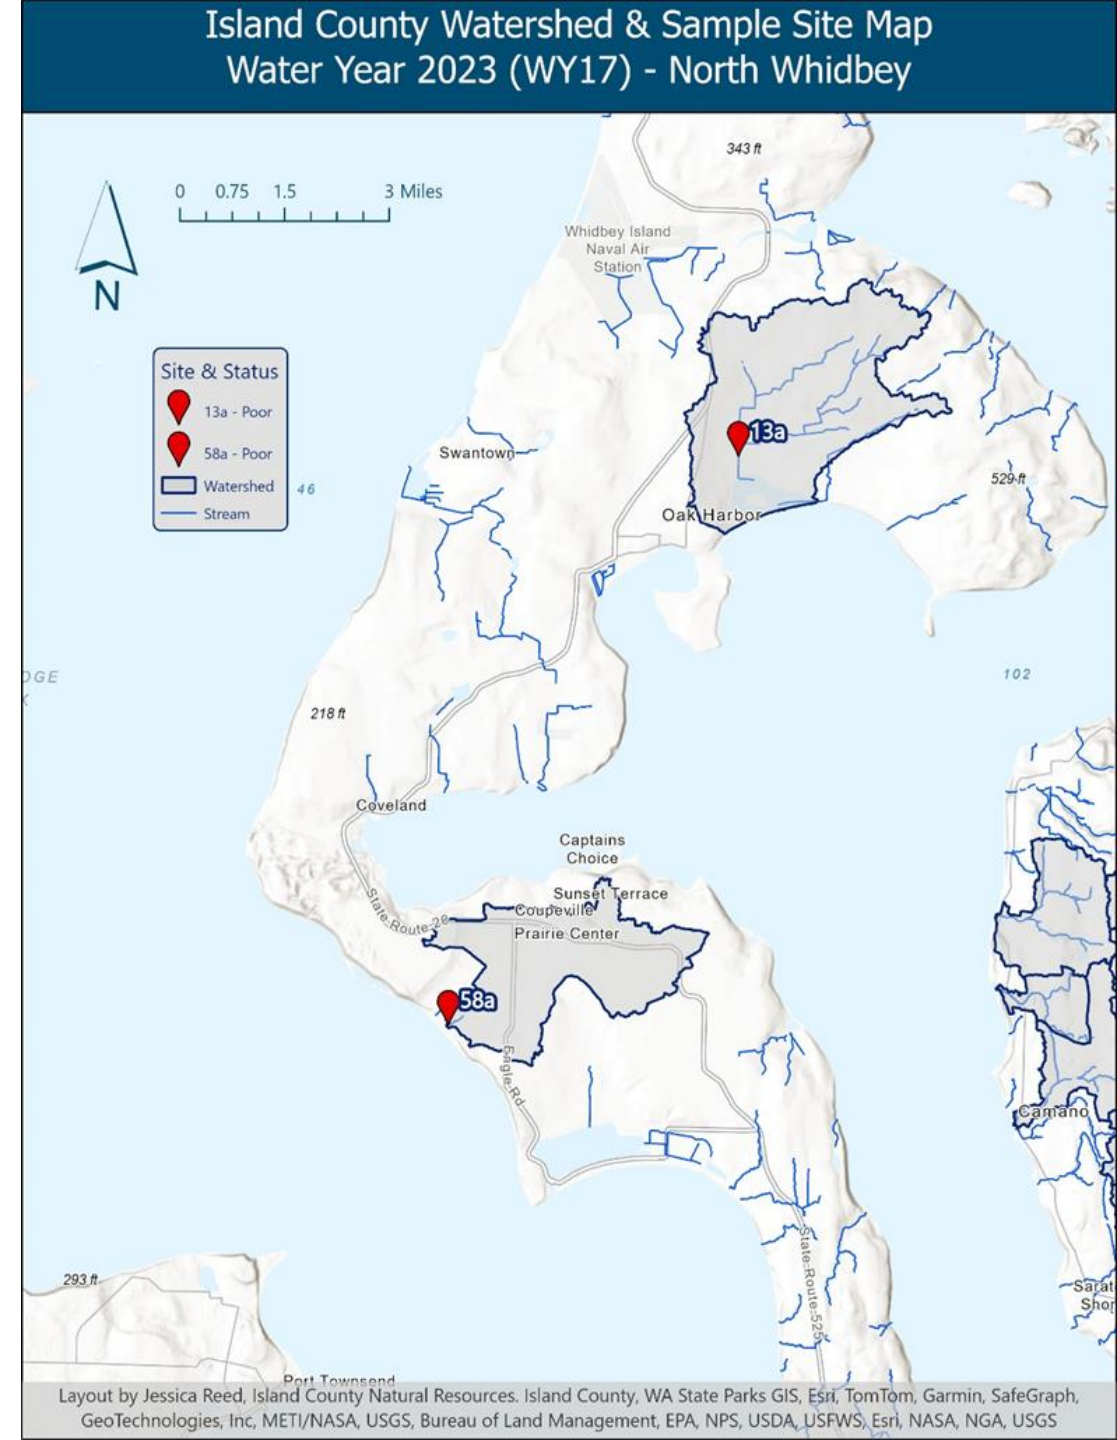 Island County Watershed & Sample Site Map
Water Year 2023 (WY17) - North Whidbey
343 ft
0 0.75 1.5 3 Miles
Whidbey Island
Naval Air
Station
N
Site & Status
13a - Poor
58a - Poor
Watershed
Stream
13a
Swantown
46
529 ft
Oak Harbor
DGE
102
218 ft
Coveland
Captains
Choice
Sunset Terrace
State Route 20
Coupeville
Prairie Center
58a
Engle Rd
Camano
State Route 525
293 ft
Sarat
Shor
Port Townsend
Layout by Jessica Reed, Island County Natural Resources. Island County, WA State Parks GIS, Esri, TomTom, Garmin, SafeGraph,
GeoTechnologies, Inc, METI/NASA, USGS, Bureau of Land Management, EPA, NPS, USDA, USFWS, Esri, NASA, NGA, USGS